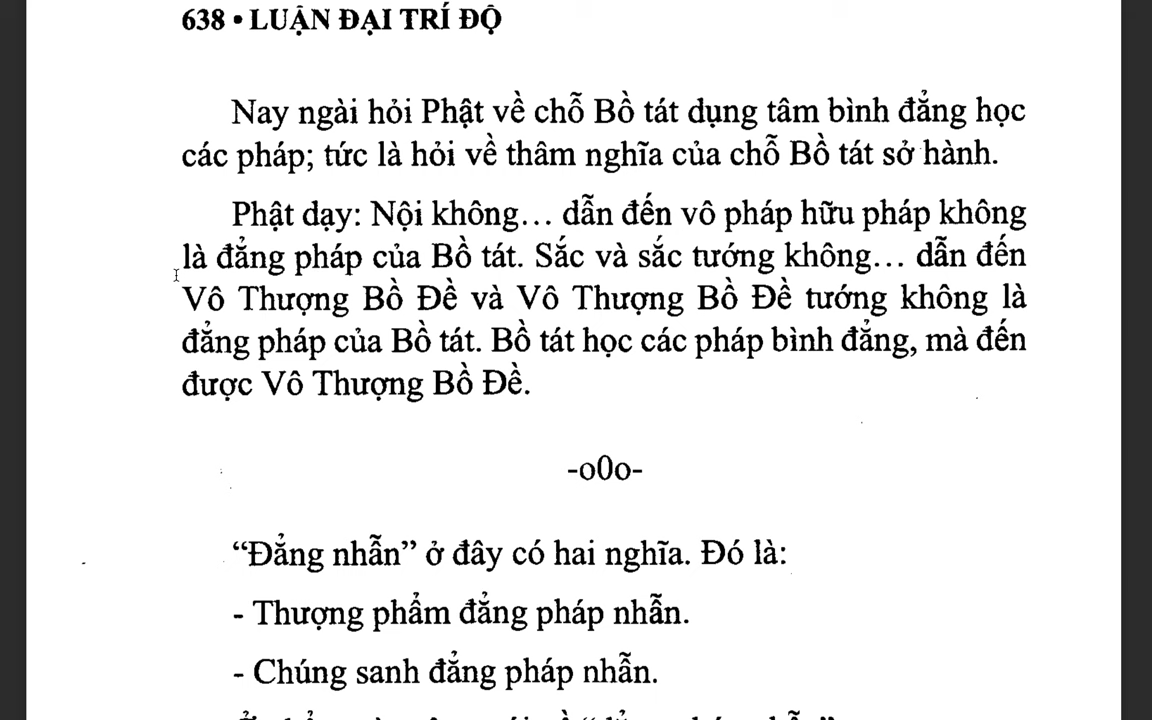 638 • LUẬN ĐẠI TRÍ ĐỘ
Nay ngài hỏi Phật về chỗ Bồ tát dụng tâm bình đẳng học
các pháp; tức là hỏi về thâm nghĩa của chỗ Bồ tát sở hành.
Phật dạy: Nội không… dẫn đến vô pháp hữu pháp không
là đẳng pháp của Bồ tát. Sắc và sắc tướng không… dẫn đến
Vô Thượng Bồ Đề và Vô Thượng Bồ Đề tướng không là
đẳng pháp của Bồ tát. Bồ tát học các pháp bình đẳng, mà đến
được Vô Thượng Bồ Đề.
-o0o-
“Đẳng nhẫn” ở đây có hai nghĩa. Đó là:
- Thượng phẩm đẳng pháp nhẫn.
- Chúng sanh đẳng pháp nhẫn.